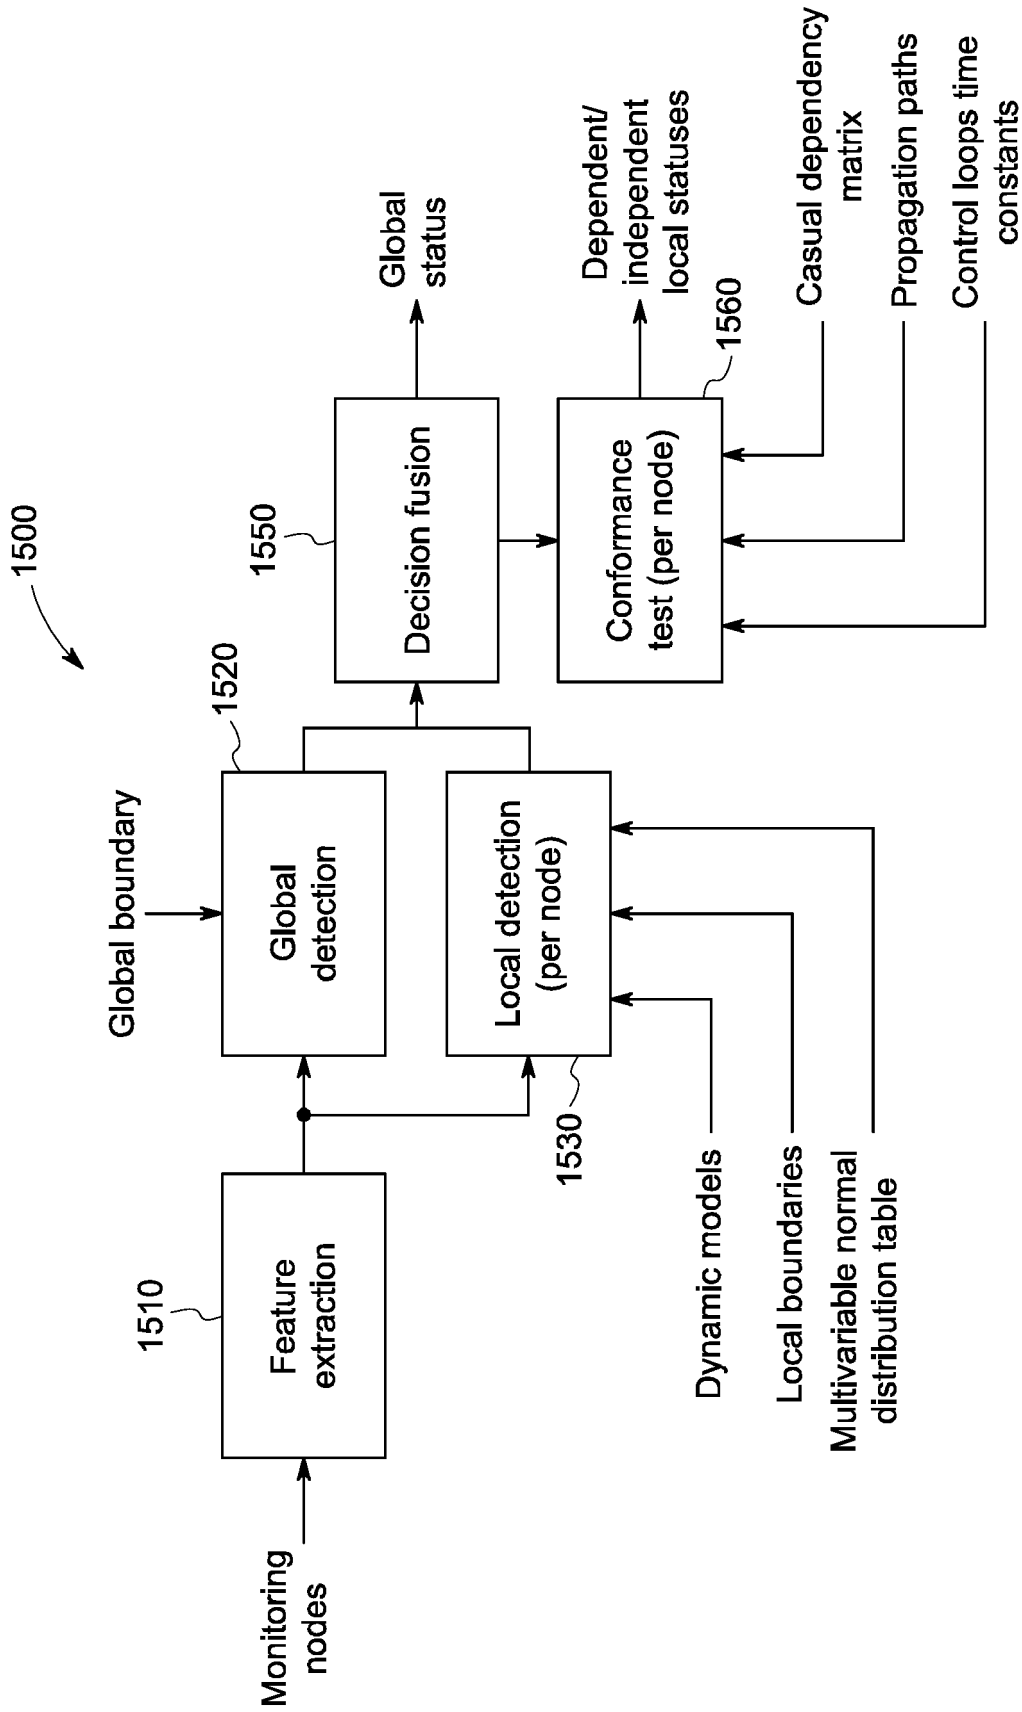 1500
Monitoring
nodes
1510
Feature
extraction
Global boundary
1520
Global
detection
1530
Local detection
(per node)
Dynamic models
Local boundaries
Multivariable normal
distribution table
1550
Decision fusion
Global
status
1560
Conformance
test (per node)
Dependent/
independent
local statuses
Casual dependency
matrix
Propagation paths
Control loops time
constants